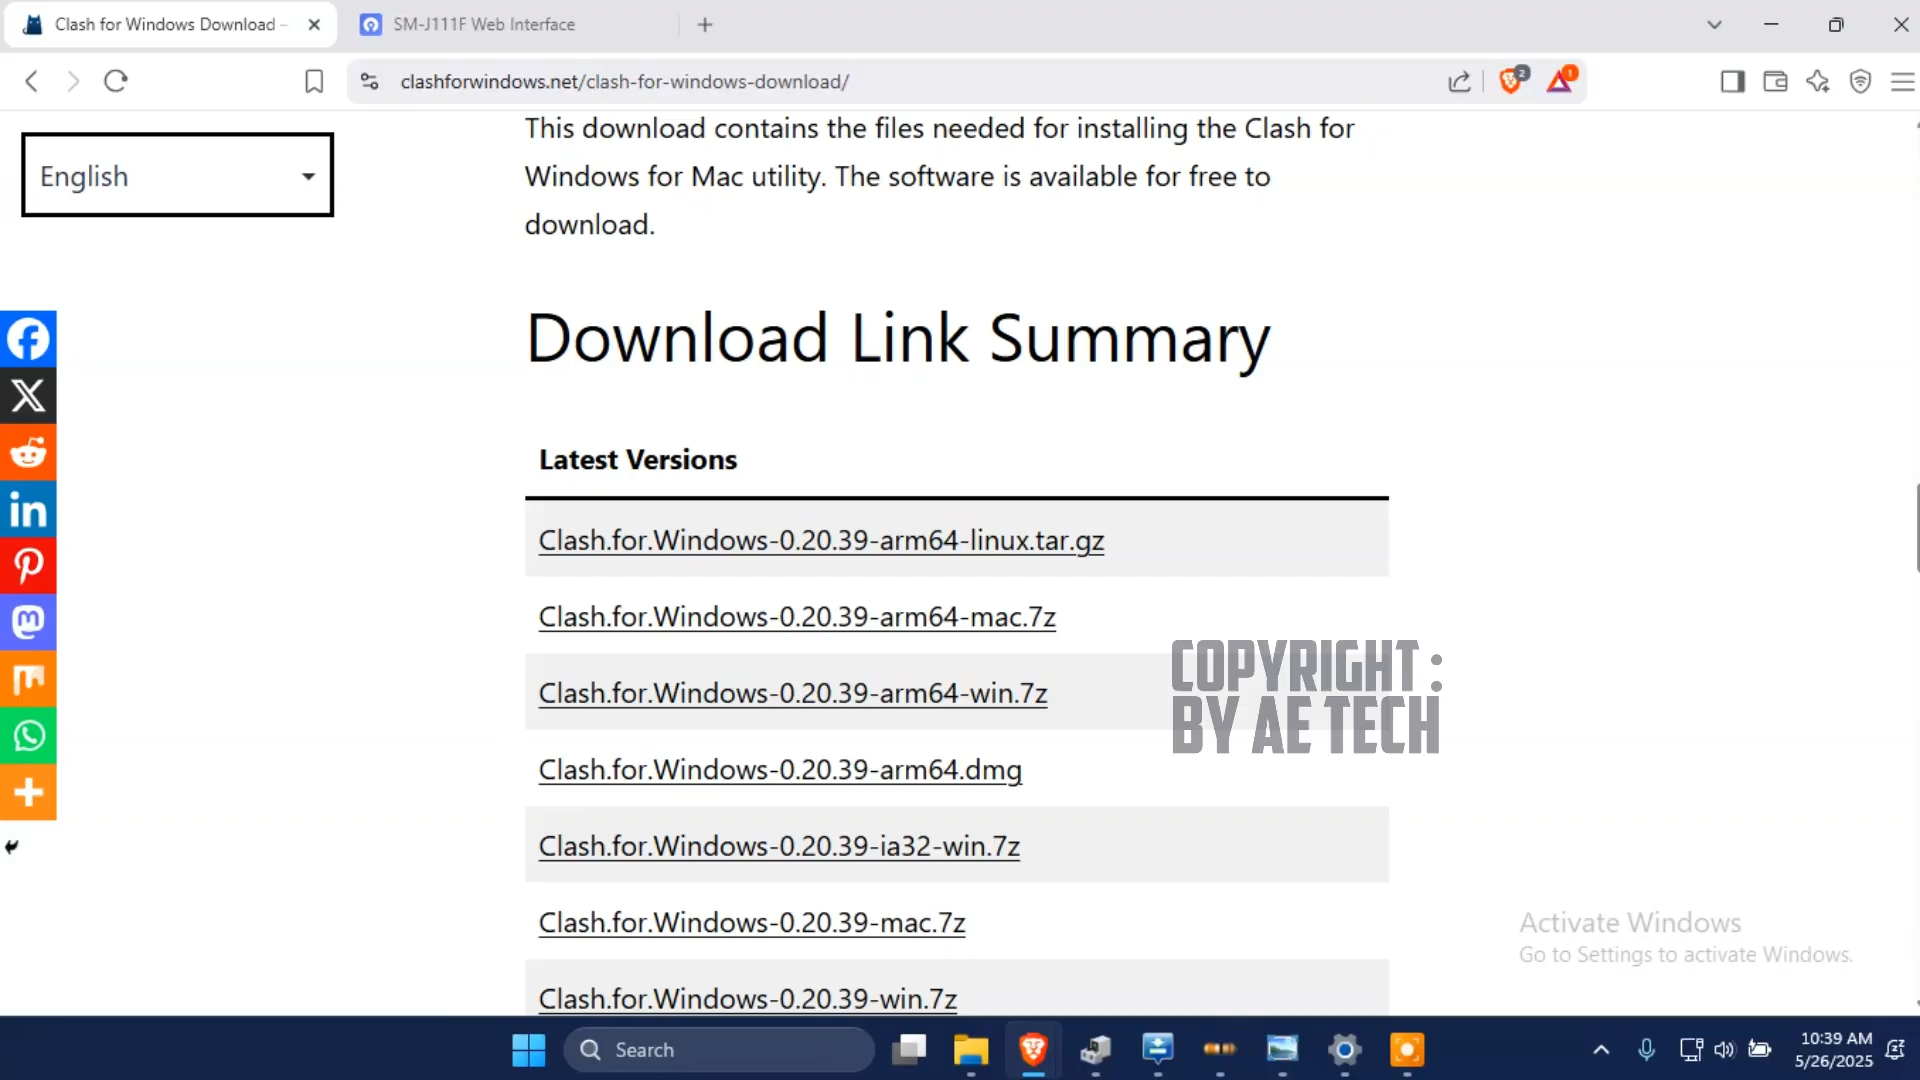 Clash for Windows Download –
SM-J111F Web Interface
clashforwindows.net/clash-for-windows-download/
2
1
English
This download contains the files needed for installing the Clash for
Windows for Mac utility. The software is available for free to
download.
Download Link Summary
Latest Versions
Clash.for.Windows-0.20.39-arm64-linux.tar.gz
Clash.for.Windows-0.20.39-arm64-mac.7z
Clash.for.Windows-0.20.39-arm64-win.7z
Clash.for.Windows-0.20.39-arm64.dmg
Clash.for.Windows-0.20.39-ia32-win.7z
Clash.for.Windows-0.20.39-mac.7z
Clash.for.Windows-0.20.39-win.7z
COPYRIGHT :
BY AE TECH
Activate Windows
Go to Settings to activate Windows.
Search
10:39 AM
5/26/2025